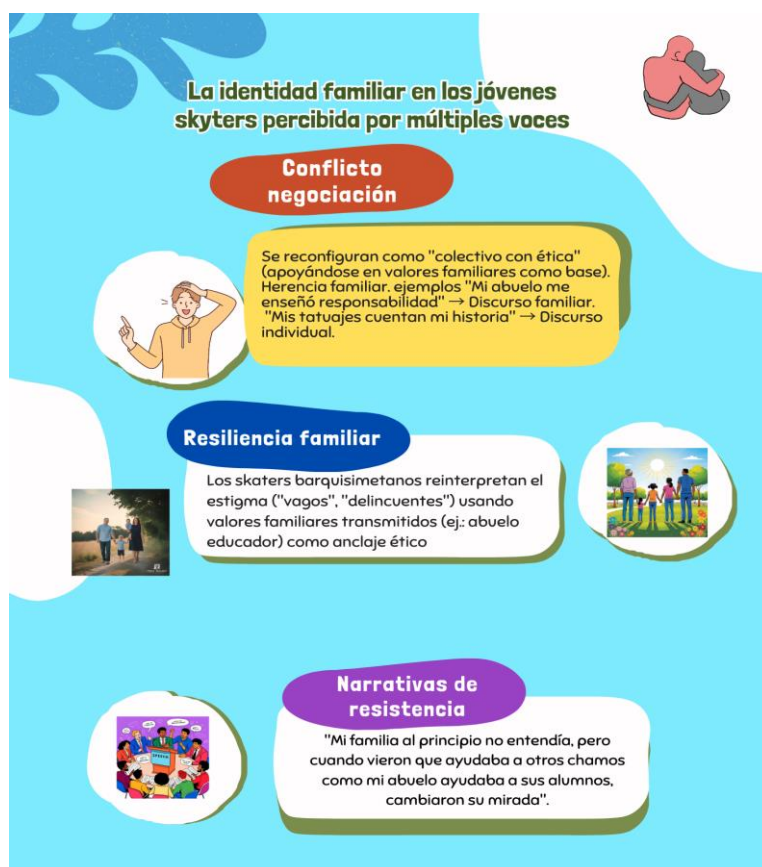 La identidad familiar en los jóvenes
skyters percibida por múltiples voces
Conflicto
negociación
Se reconfiguran como "colectivo con ética"
(apoyándose en valores familiares como base).
Herencia familiar. ejemplos "Mi abuelo me
enseñó responsabilidad" → Discurso familiar.
"Mis tatuajes cuentan mi historia" → Discurso
individual.
Resiliencia familiar
Los skaters barquisimetanos reinterpretan el
estigma ("vagos", "delincuentes") usando
valores familiares transmitidos (ej.: abuelo
educador) como anclaje ético
Narrativas de
resistencia
"Mi familia al principio no entendía, pero
cuando vieron que ayudaba a otros chamos
como mi abuelo ayudaba a sus alumnos,
cambiaron su mirada".